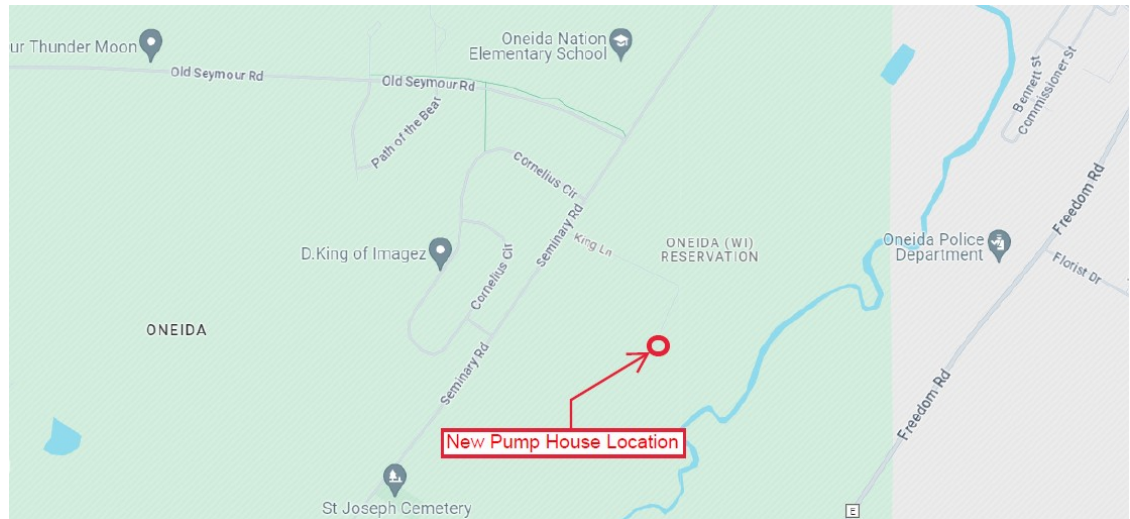 ur Thunder Moon
Oneida Nation
Elementary School
Old Seymour Rd
Old Seymour Rd
Path of the Bear
Bennett St
Commissioner St
Cornelius Cir
Freedom Rd
Seminary Rd
King Ln
ONEIDA (WI)
RESERVATION
Oneida Police
Department
D.King of Imagez
Cornelius Cir
Florist Dr
ONEIDA
Seminary Rd
Freedom Rd
New Pump House Location
St Joseph Cemetery
E